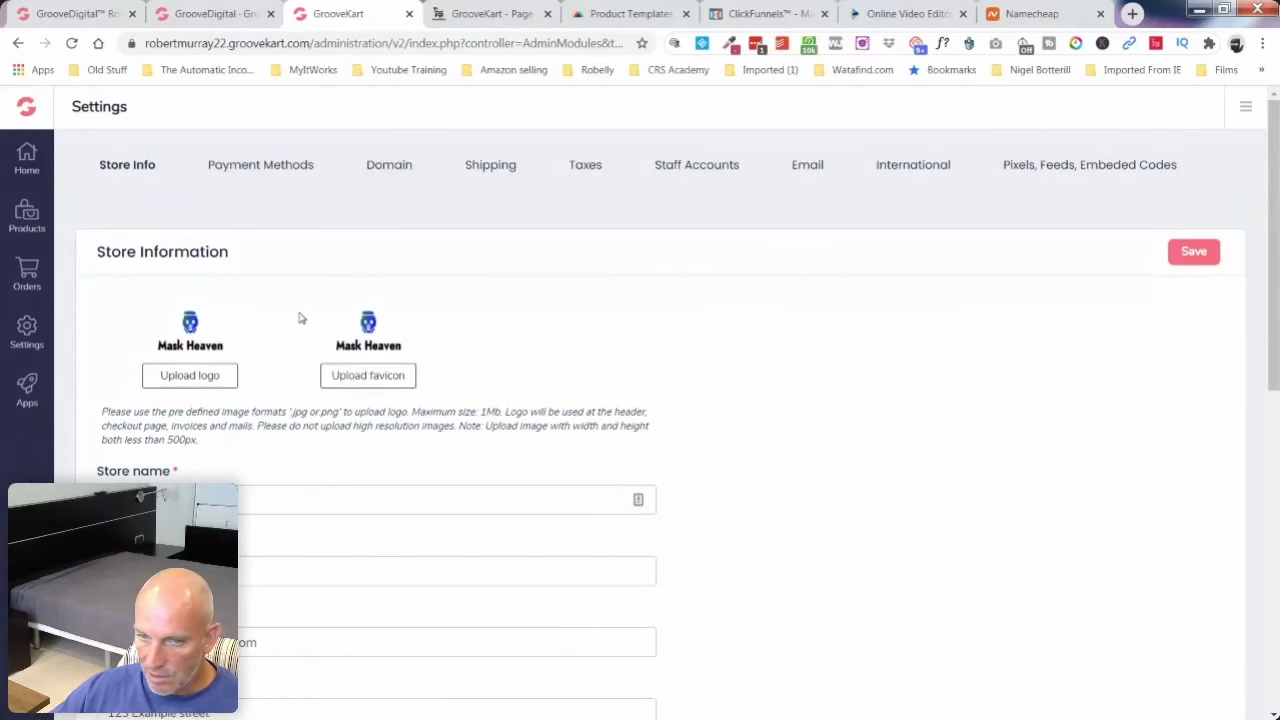 GrooveDigital™ R
GrooveDigital - G
GrooveKart
GrooveKart - Page
Product Templates
ClickFunnels™ - M
Online Video Edito
Namecheap
robertmurray22.groovekart.com/administration/v2/index.php?controller=AdminModules&t...
Apps
Old Stuff
The Automatic Inco...
MyItWorks
Youtube Training
Amazon selling
Robelly
CRS Academy
Imported (1)
Watafind.com
Bookmarks
Nigel Botterill
Imported From IE
Films
»
Settings
Home
Products
Orders
Settings
Apps
Store Info
Payment Methods
Domain
Shipping
Taxes
Staff Accounts
Email
International
Pixels, Feeds, Embeded Codes
Store Information
Save
Mask Heaven
Mask Heaven
Upload logo
Upload favicon
Please use the pre defined image formats '.jpg or.png' to upload logo. Maximum size: 1Mb. Logo will be used at the header,
checkout page, invoices and mails. Please do not upload high resolution images. Note: Upload image with width and height
both less than 500px.
Store name *
om
123 Example street